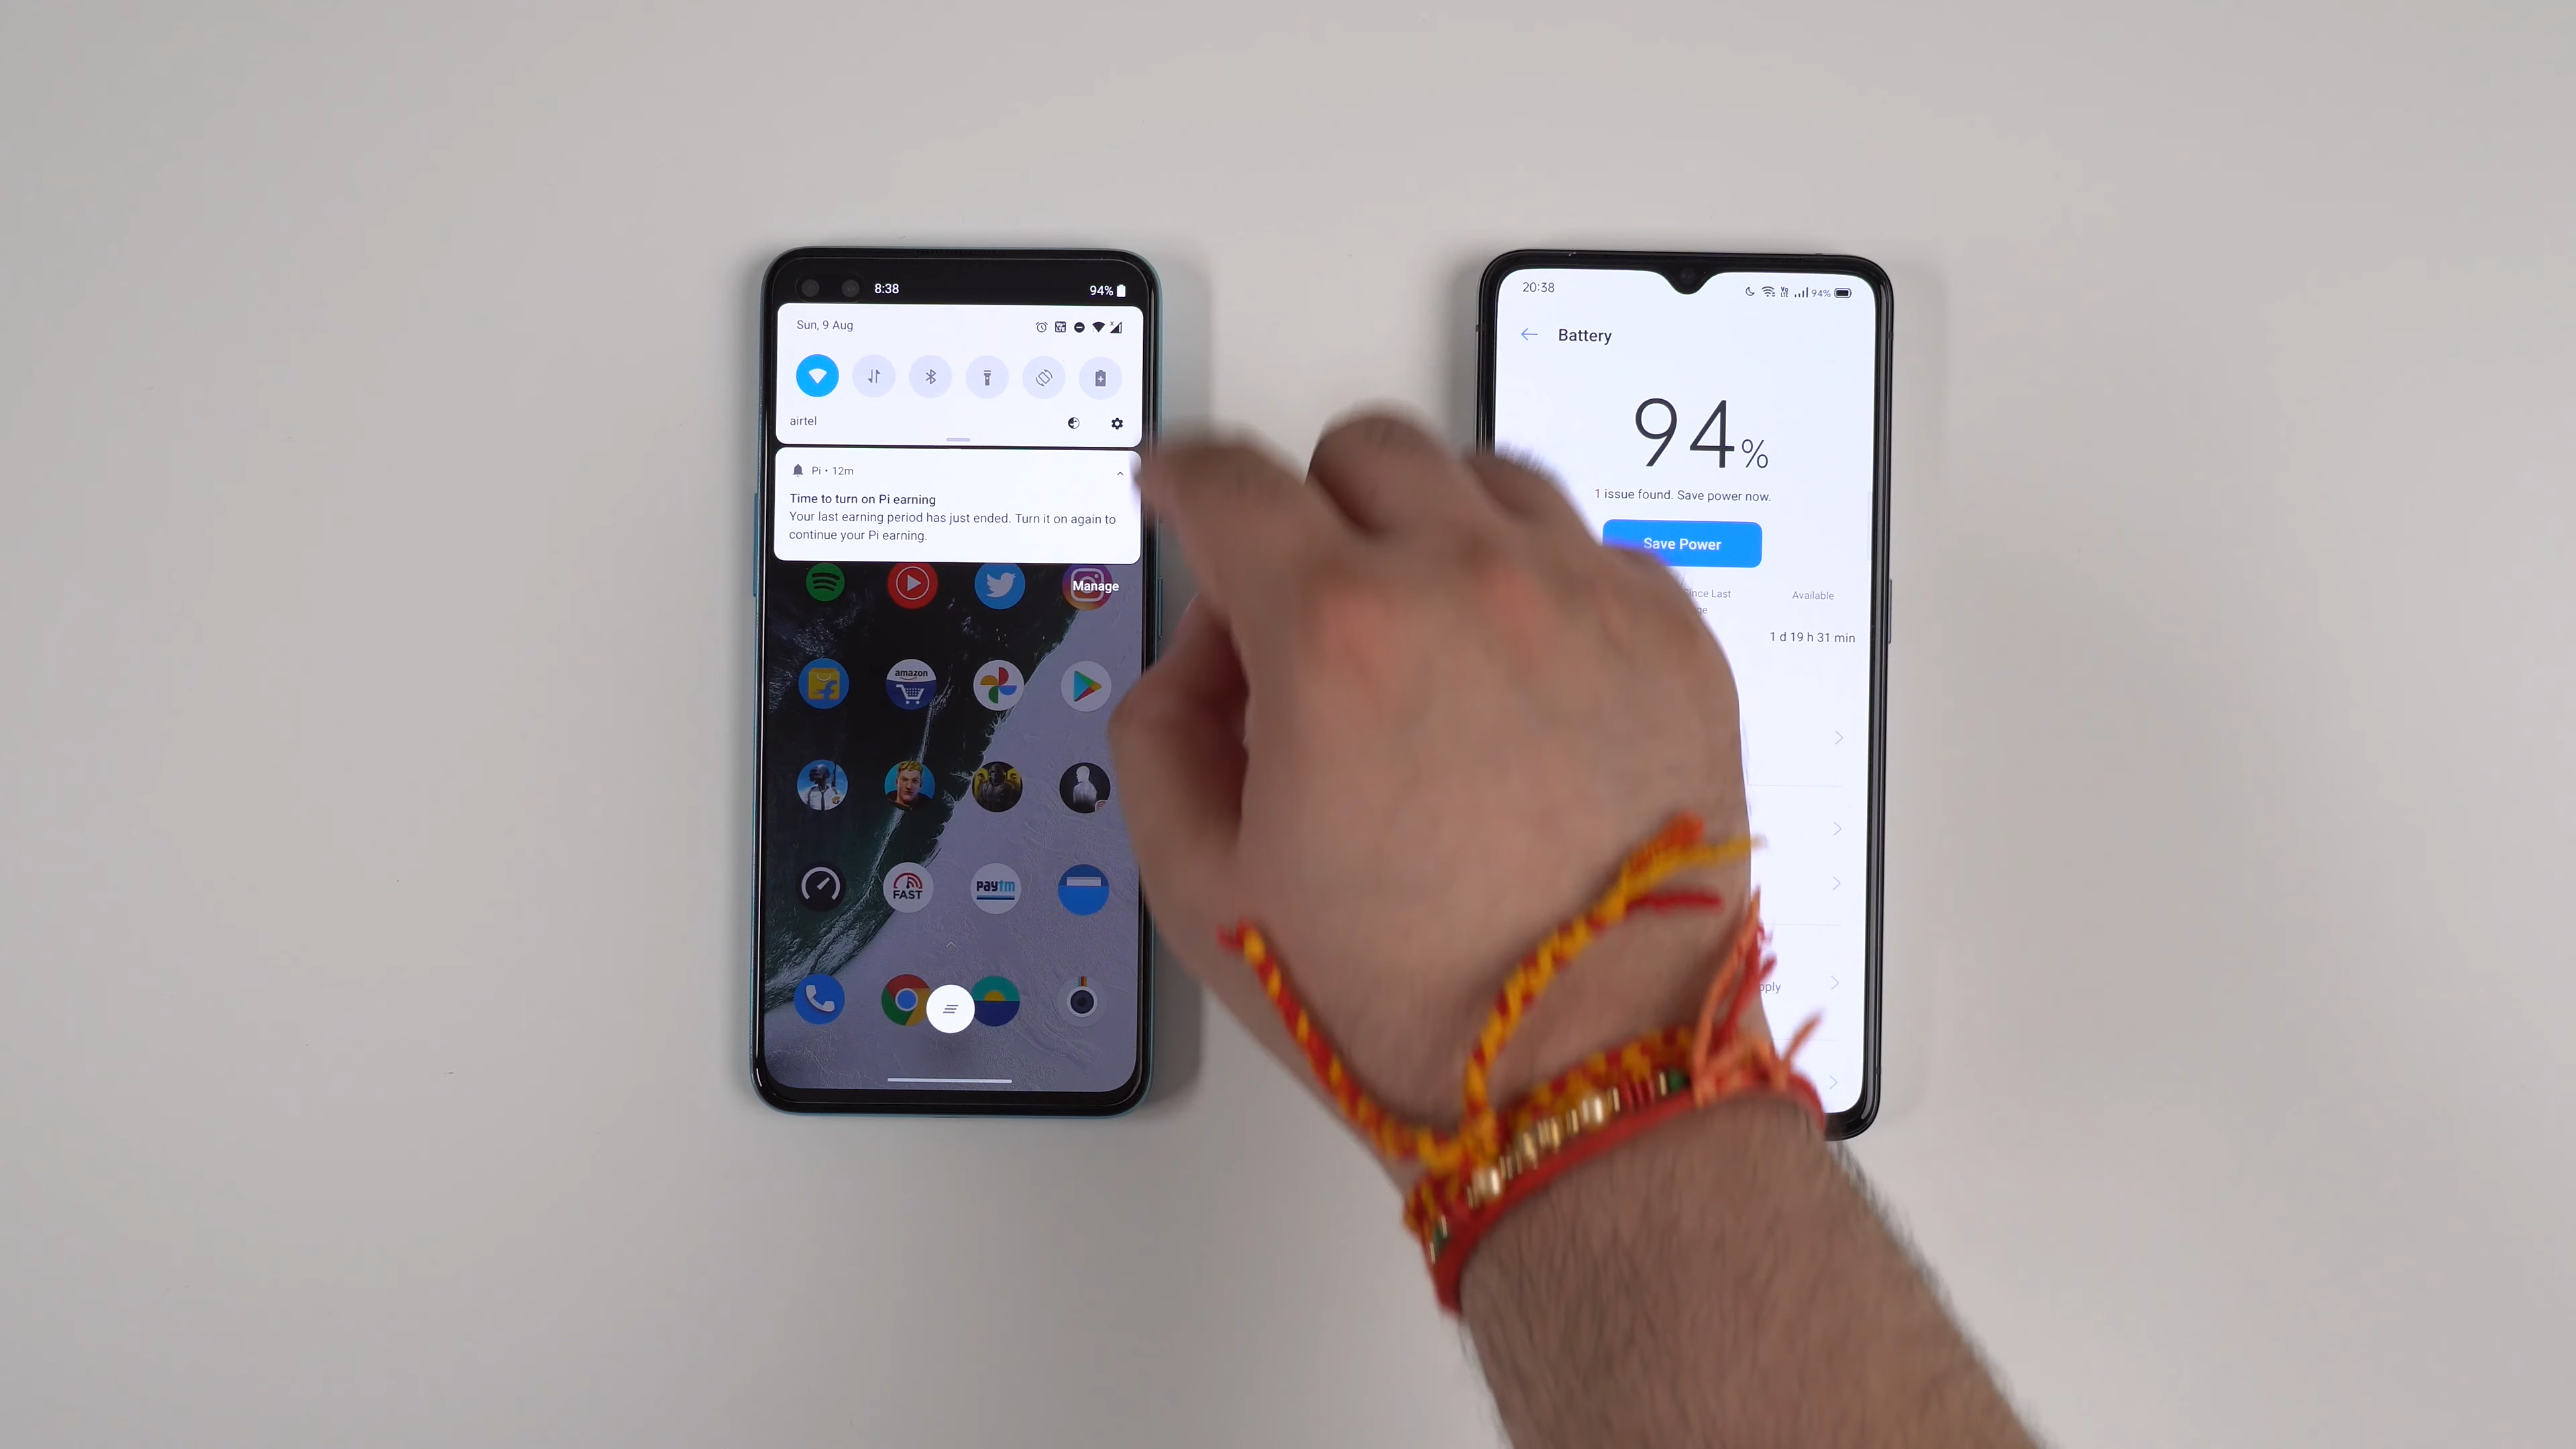 8:38
94%
Sun, 9 Aug
airtel
Pi • 12m
Time to turn on Pi earning
Your last earning period has just ended. Turn it on again to
continue your Pi earning.
Manage
amazon
FAST
paytm
20:38
94%
Battery
94%
1 issue found. Save power now.
Save Power
Since Last
Available
1 d 19 h 31 min